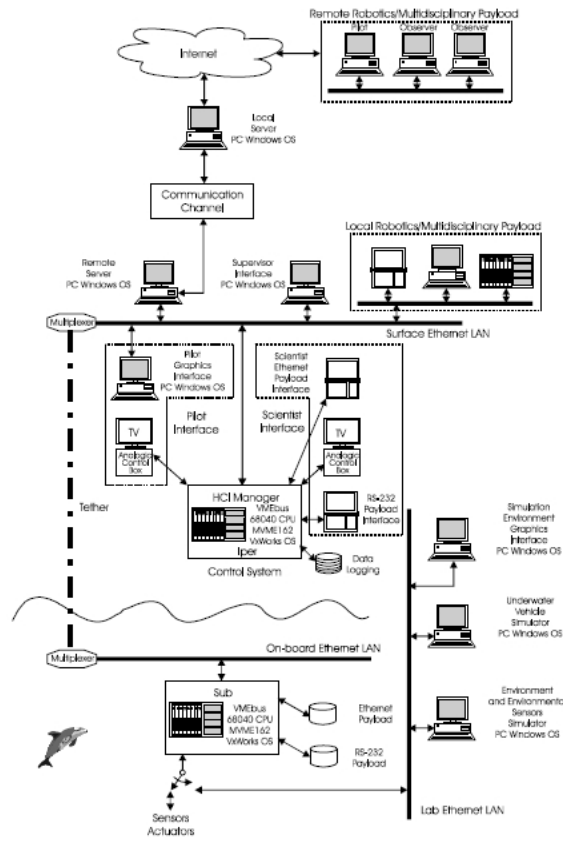 Remote Robotics/Multidisciplinary Payload
Pilot
Observer
Observer
Internet
Local
Server
PC Windows OS
Communication
Channel
Local Robotics/Multidisciplinary Payload
Remote
Server
PC Windows OS
Supervisor
Interface
PC Windows OS
Multiplexer
Surface Ethernet LAN
Pilot
Graphics
Interface
PC Windows OS
Scientist
Ethernet
Payload
Interface
Pilot
Interface
Scientist
Interface
TV
Analogic
Control
Box
TV
Analogic
Control
Box
HCI Manager
VMEbus
68040 CPU
MVME162
VxWorks OS
Iper
Control System
RS-232
Payload
Interface
Data
Logging
Tether
Simulation
Environment
Graphics
Interface
PC Windows OS
Underwater
Vehicle
Simulator
PC Windows OS
On-board Ethernet LAN
Multiplexer
Sub
VMEbus
68040 CPU
MVME162
VxWorks OS
Ethernet
Payload
RS-232
Payload
Environment
and Environmenta
Sensors
Simulator
PC Windows OS
Sensors
Actuators
Lab Ethernet LAN